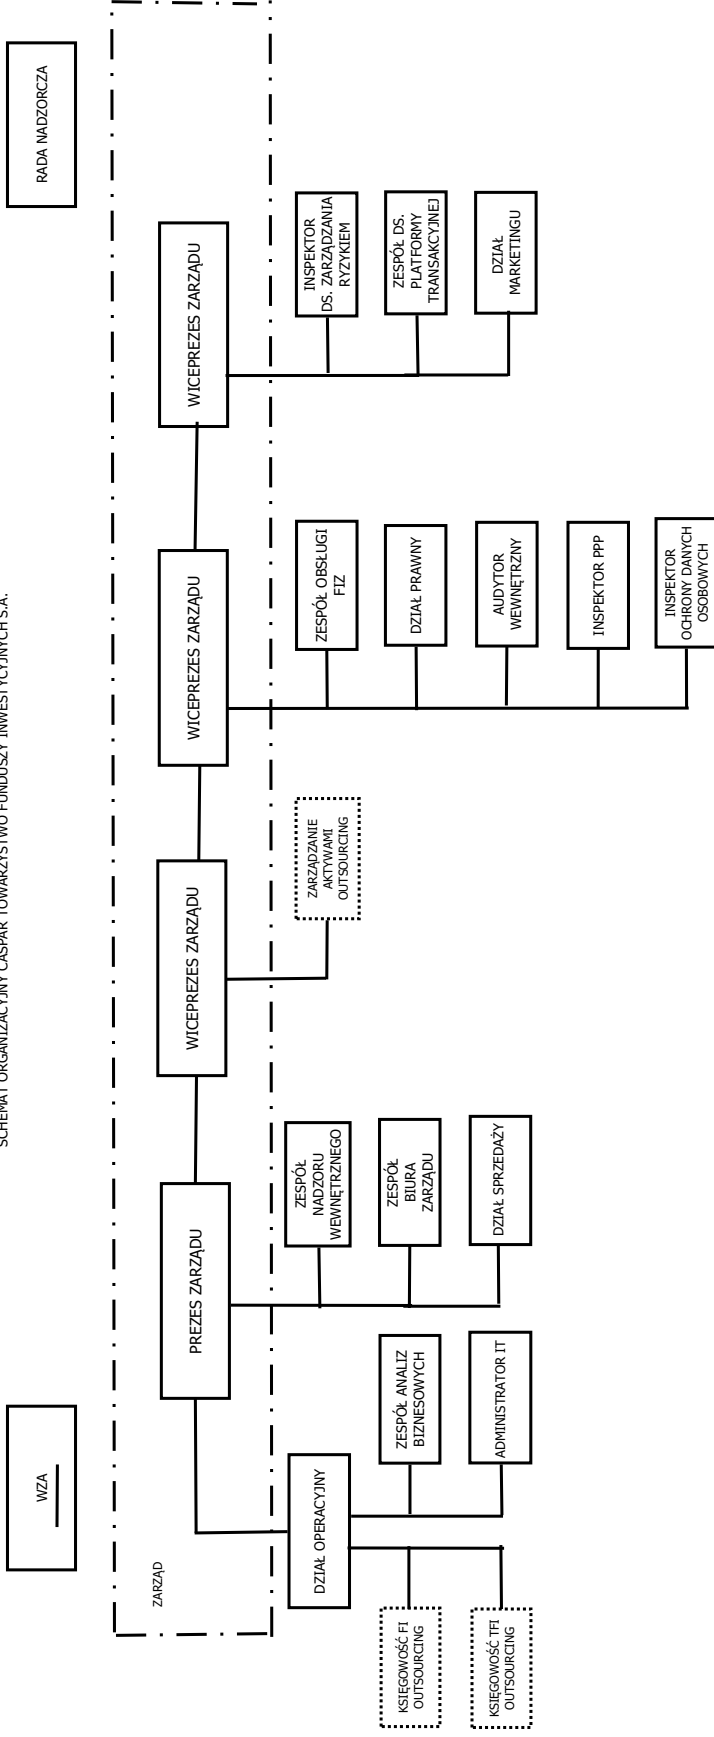 SCHEMAT ORGANIZACYJNY CASPAR TOWARZYSTWO FUNDUSZY INWESTYCYJNYCH S.A.
WZA
RADA NADZORCZA
ZARZĄD
PREZES ZARZĄDU
WICEPREZES ZARZĄDU
WICEPREZES ZARZĄDU
WICEPREZES ZARZĄDU
DZIAŁ OPERACYJNY
KSIĘGOWOŚĆ FI
OUTSOURCING
KSIĘGOWOŚĆ TFI
OUTSOURCING
ZESPÓŁ ANALIZ
BIZNESOWYCH
ADMINISTRATOR IT
ZESPÓŁ
NADZORU
WEWNĘTRZNEGO
ZESPÓŁ
BIURA
ZARZĄDU
DZIAŁ SPRZEDAŻY
ZARZĄDZANIE
AKTYWAMI
OUTSOURCING
ZESPÓŁ OBSŁUGI
FIZ
DZIAŁ PRAWNY
AUDYTOR
WEWNĘTRZNY
INSPEKTOR PPP
INSPEKTOR
OCHRONY DANYCH
OSOBOWYCH
INSPEKTOR
DS. ZARZĄDZANIA
RYZYKIEM
ZESPÓŁ DS.
PLATFORMY
TRANSAKCYJNEJ
DZIAŁ
MARKETINGU